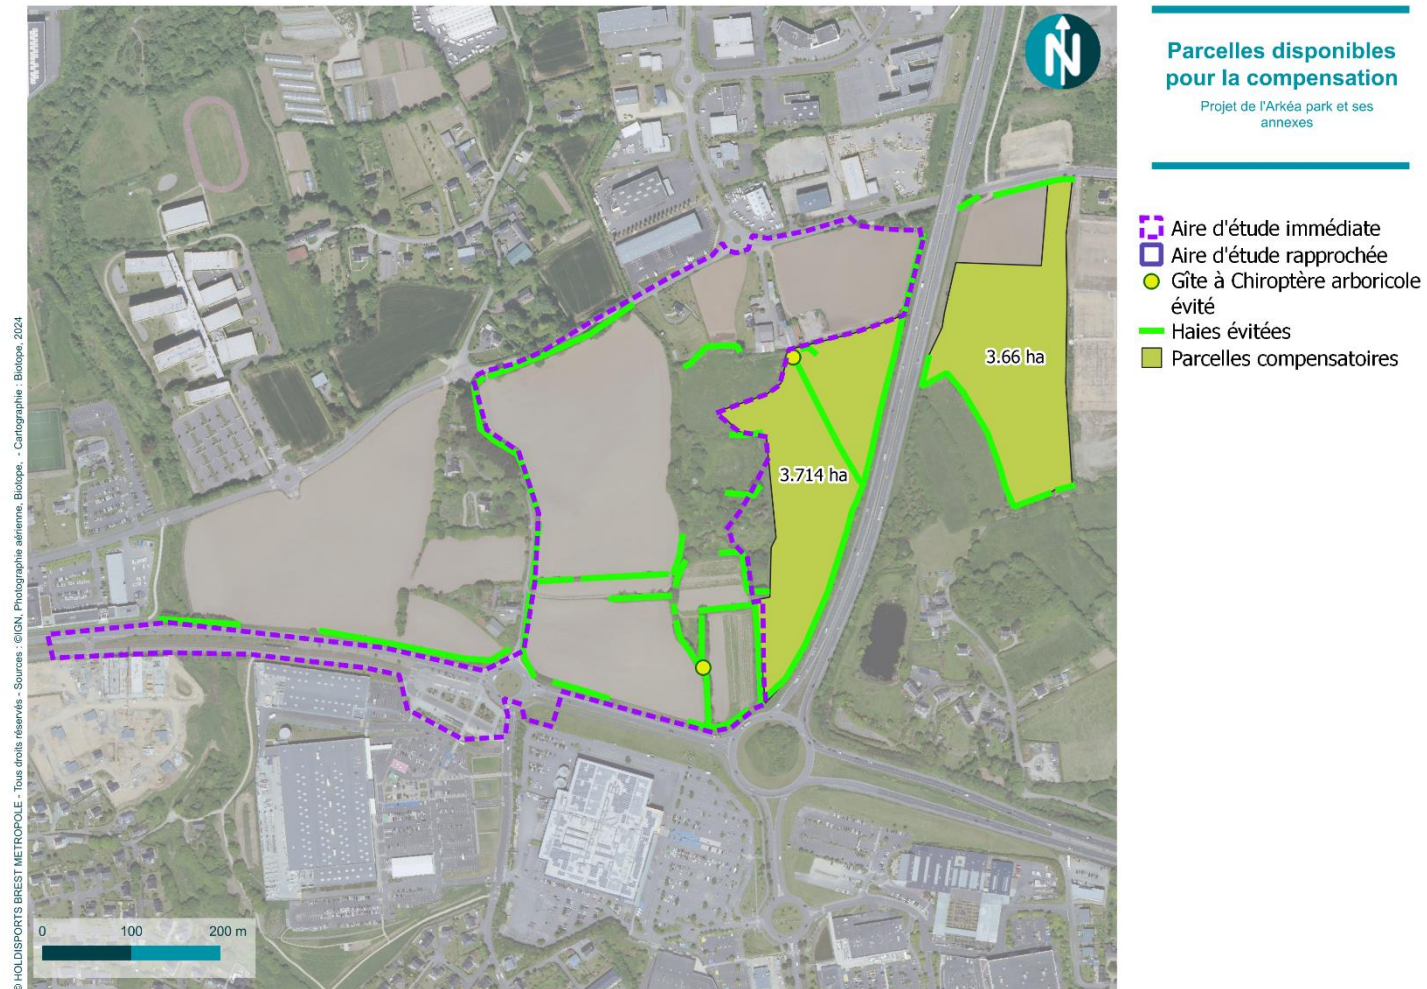 N
Parcelles disponibles
pour la compensation
Projet de l'Arkéa park et ses
annexes
Aire d'étude immédiate
Aire d'étude rapprochée
Gîte à Chiroptère arboricole
évité
Haies évitées
Parcelles compensatoires
3.66 ha
3.714 ha
0 100 200 m
© HOLDISPORTS BREST METROPOLE - Tous droits réservés - Sources : ©IGN, Photographie aérienne, Biotope, - Cartographie : Biotope, 2024